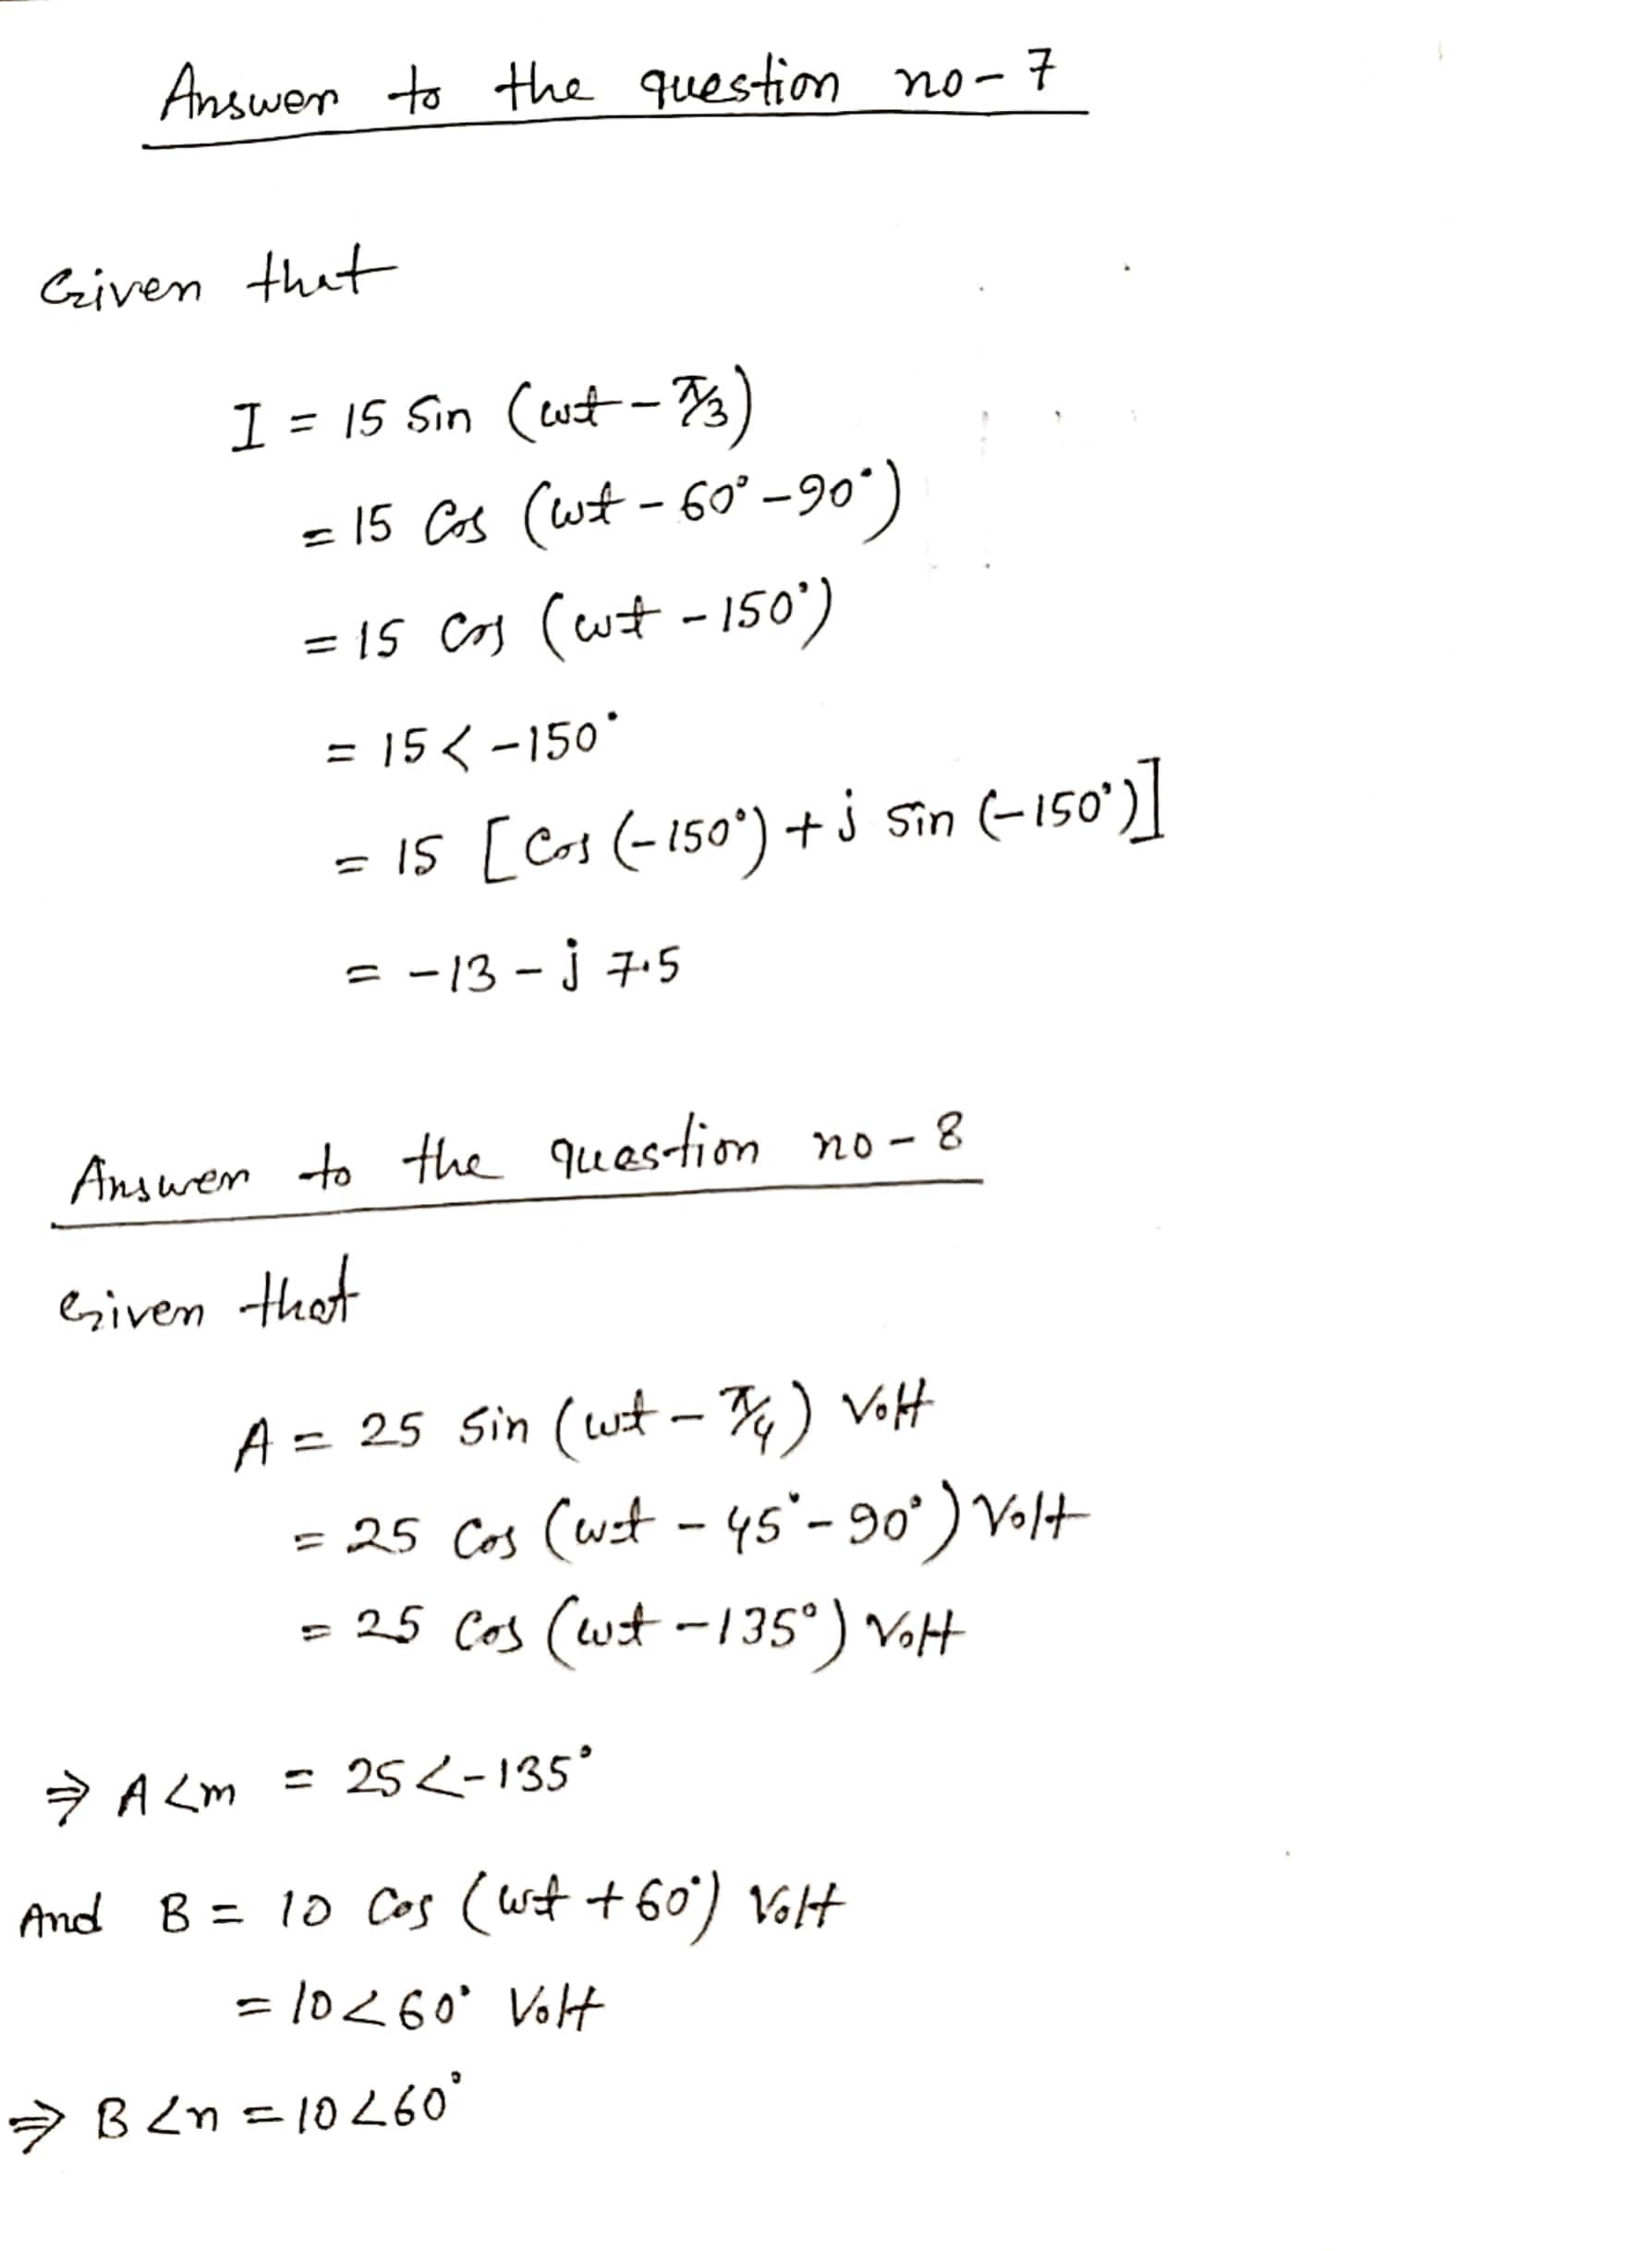 Answer to the question no-7
Given that
I = 15 Sin (ωt - π/3)
= 15 Cos (ωt - 60° - 90°)
= 15 Cos (ωt - 150°)
= 15 < -150°
= 15 [Cos (-150°) + j sin (-150°)]
= -13 - j 7.5
Answer to the question no-8
Given that
A = 25 Sin (ωt - π/4) Volt
= 25 Cos (ωt - 45° - 90°) Volt
= 25 Cos (ωt - 135°) Volt
⇒ A<m = 25 < -135°
And B = 10 Cos (ωt + 60°) Volt
= 10 < 60° Volt
⇒ B <n = 10 < 60°